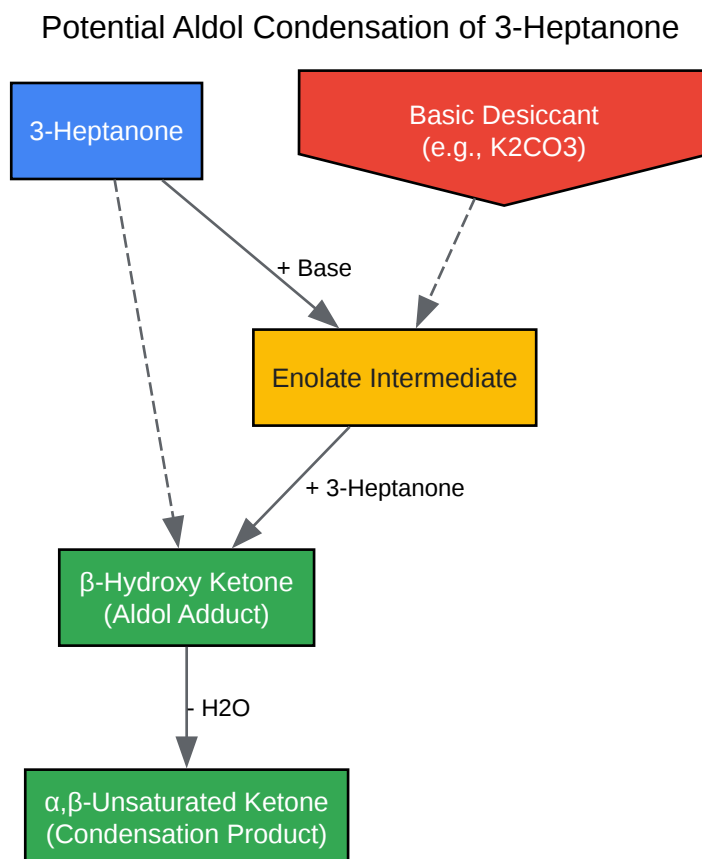 Potential Aldol Condensation of 3-Heptanone
3-Heptanone
Basic Desiccant
(e.g., K2CO3)
+ Base
Enolate Intermediate
+ 3-Heptanone
β-Hydroxy Ketone
(Aldol Adduct)
- H2O
α,β-Unsaturated Ketone
(Condensation Product)